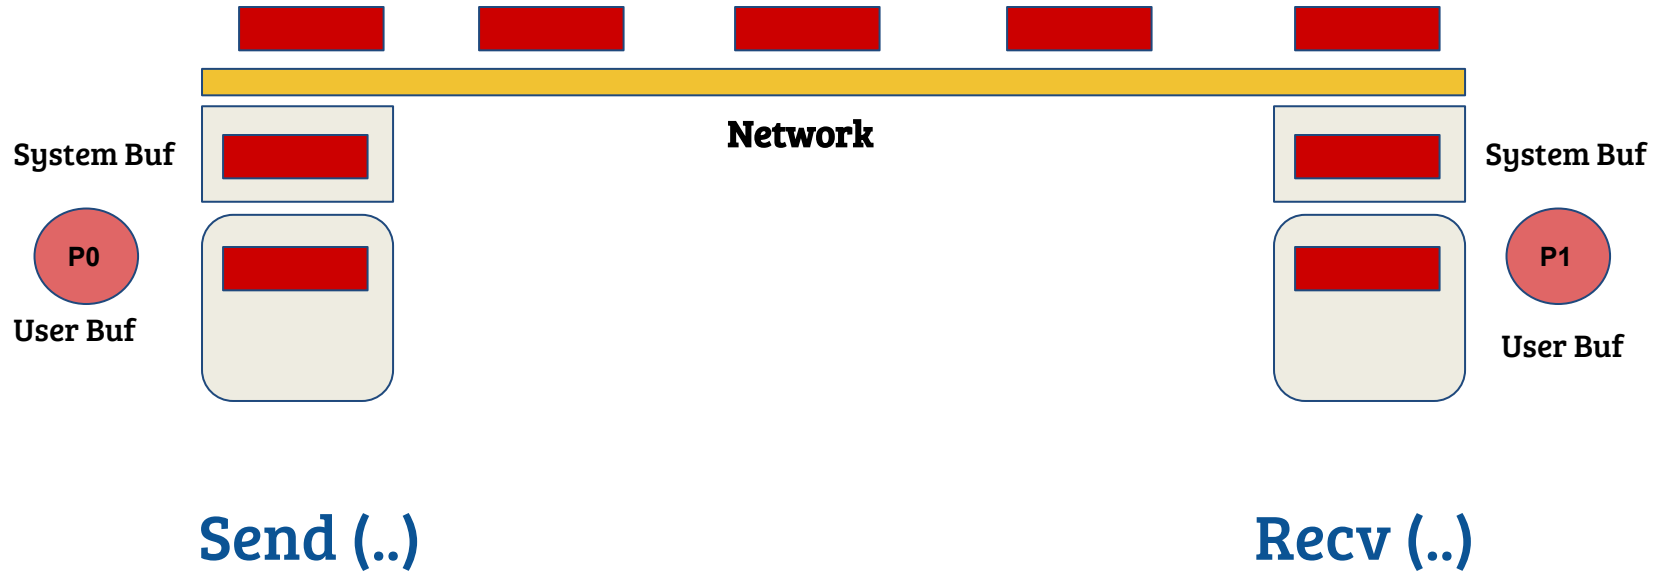 Network
System Buf
System Buf
P0
P1
User Buf
User Buf
Send (..)
Recv (..)